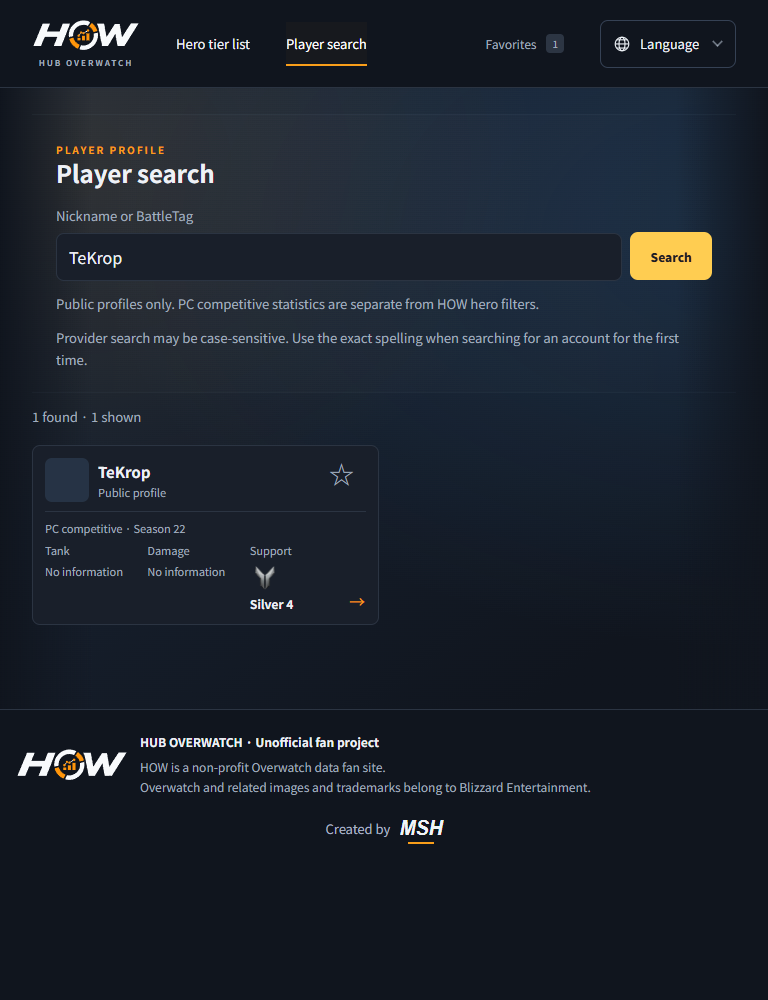 HOW
HUB OVERWATCH
Hero tier list
Player search
Favorites 1
Language
PLAYER PROFILE
Player search
Nickname or BattleTag
TeKrop
Search
Public profiles only. PC competitive statistics are separate from HOW hero filters.
Provider search may be case-sensitive. Use the exact spelling when searching for an account for the first
time.
1 found · 1 shown
TeKrop
Public profile
PC competitive · Season 22
Tank Damage Support
No information No information
Silver 4
HOW
HUB OVERWATCH · Unofficial fan project
HOW is a non-profit Overwatch data fan site.
Overwatch and related images and trademarks belong to Blizzard Entertainment.
Created by MSH